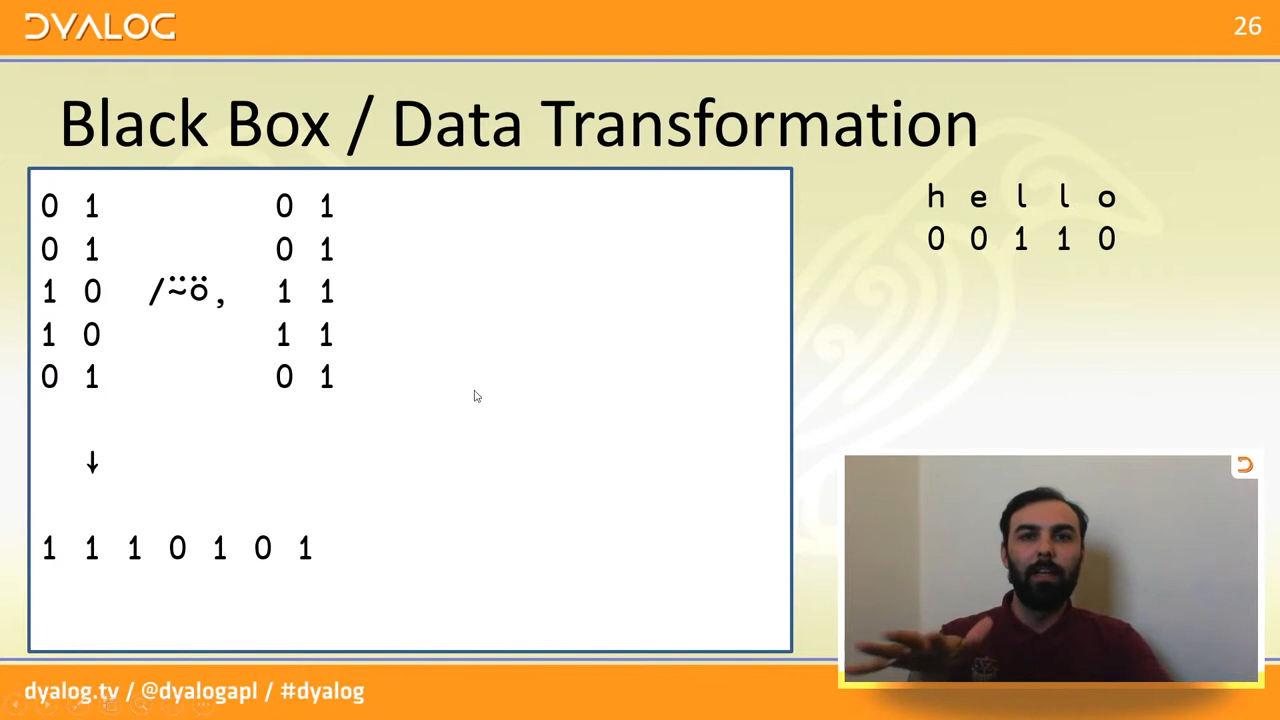 DYALOG
26
Black Box / Data Transformation
0 1 0 1
0 1 0 1
1 0 /⍨⍥, 1 1
1 0 1 1
0 1 0 1
↓
1 1 1 0 1 0 1
h e l l o
0 0 1 1 0
dyalog.tv / @dyalogapl / #dyalog